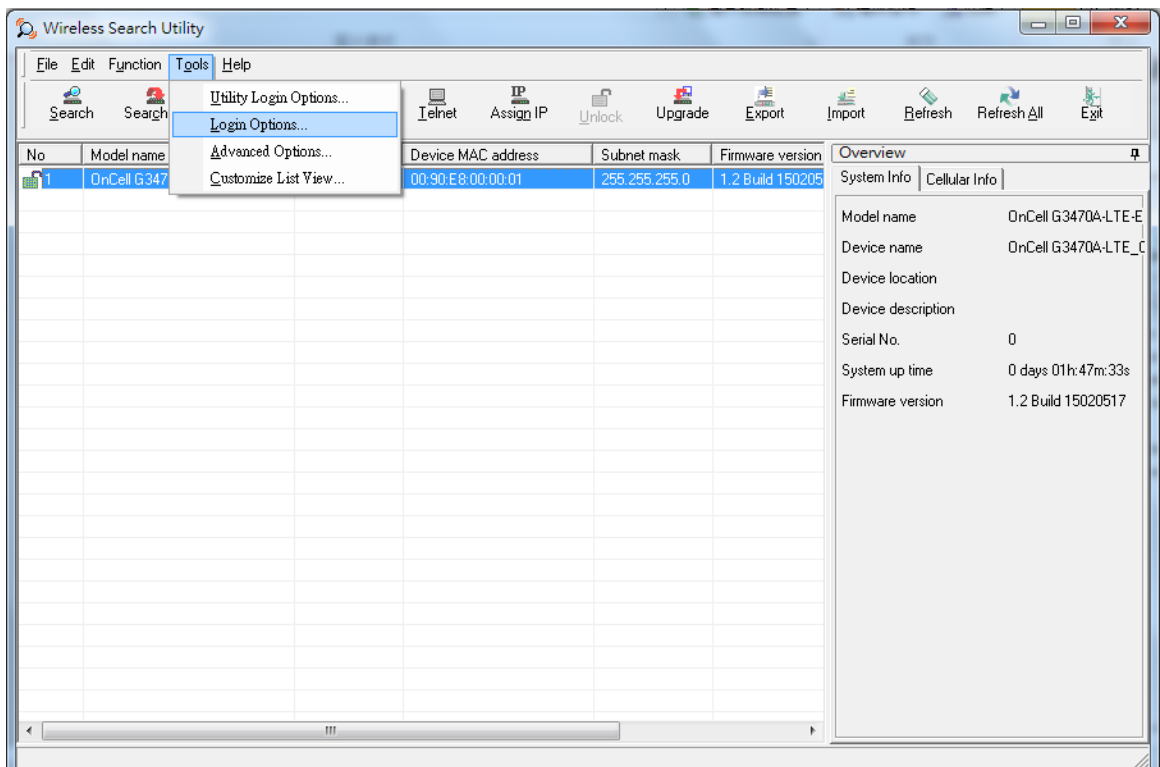 Wireless Search Utility
File Edit Function Tools Help
Search Search Telnet Assign IP Unlock Upgrade Export Import Refresh Refresh All Exit
Utility Login Options...
Login Options...
Advanced Options...
Customize List View...
No Model name Device MAC address Subnet mask Firmware version
1 OnCell G347 00:90:E8:00:00:01 255.255.255.0 1.2 Build 150205
Overview
System Info Cellular Info
Model name OnCell G3470A-LTE-E
Device name OnCell G3470A-LTE_
Device location
Device description
Serial No. 0
System up time 0 days 01h:47m:33s
Firmware version 1.2 Build 15020517